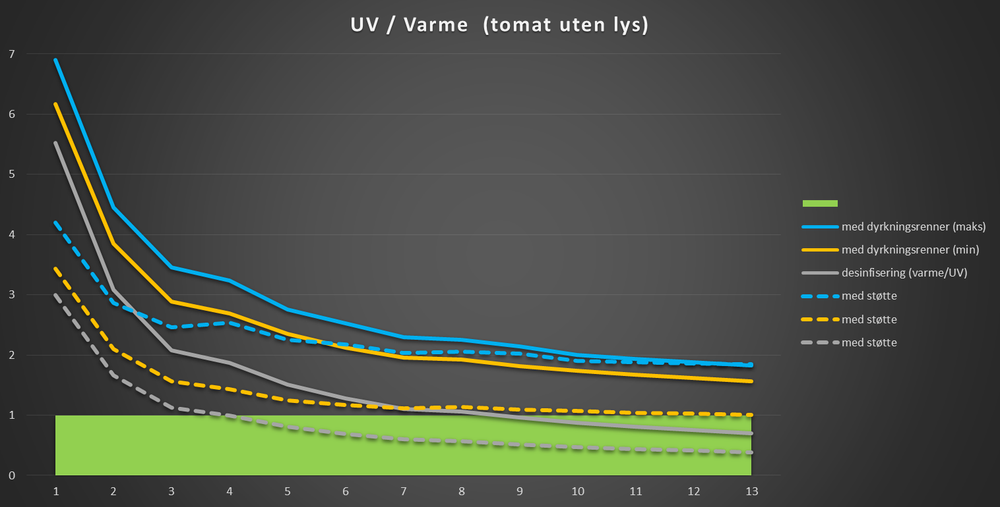 UV / Varme (tomat uten lys)
7
6
5
4
3
2
1
0
1 2 3 4 5 6 7 8 9 10 11 12 13
med dyrkningsrenner (maks)
med dyrkningsrenner (min)
desinfisering (varme/UV)
med støtte
med støtte
med støtte